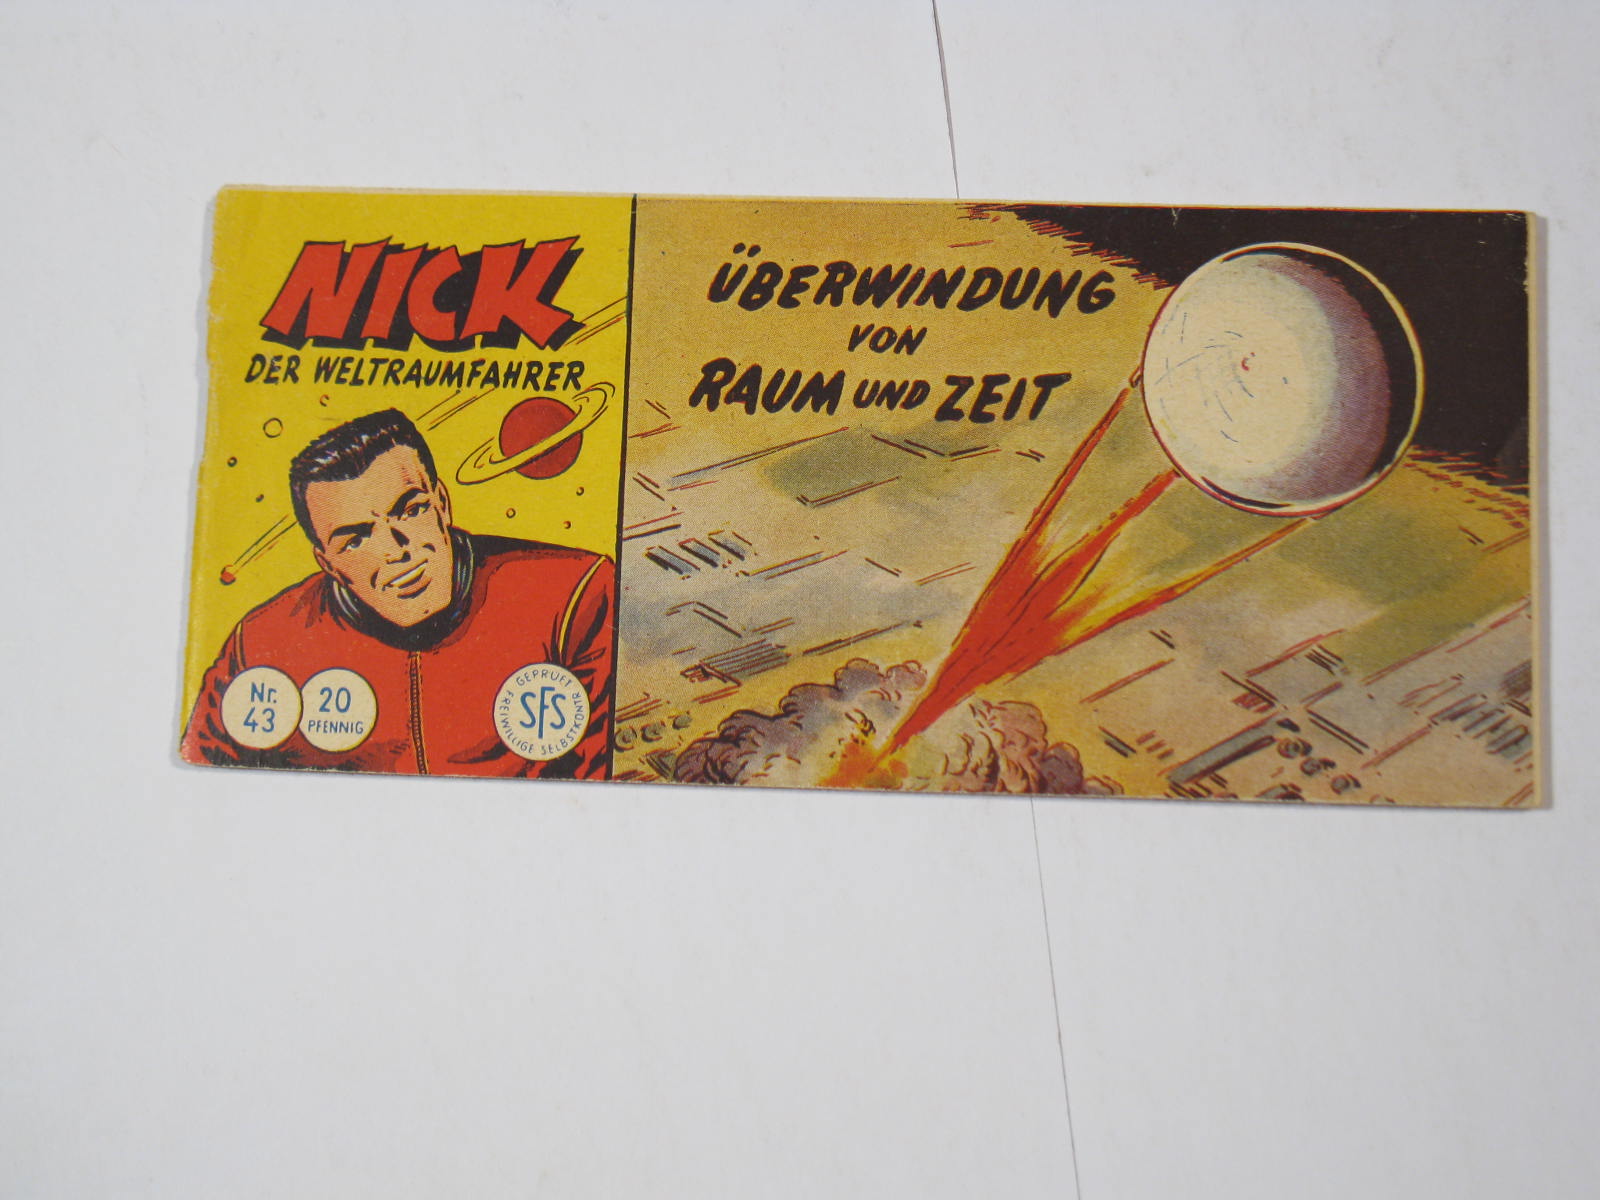 NICK
DER WELTRAUMFAHRER
Nr.
43
20
PFENNIG
GEPRÜFT
SFS
FREIWILLIGE SELBSTKONTR
ÜBERWINDUNG
VON
RAUM UND ZEIT